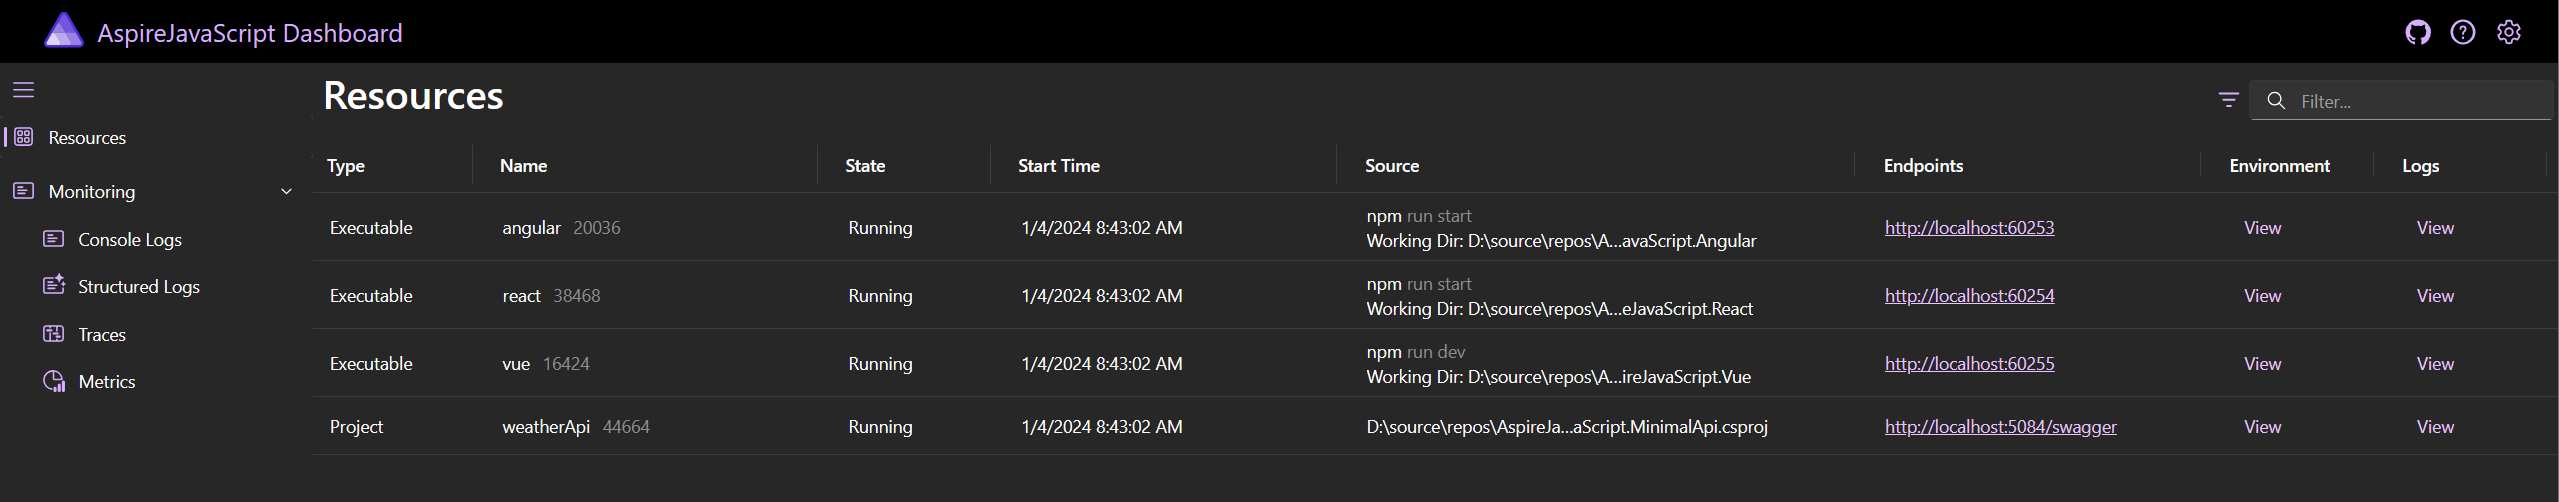 AspireJavaScript Dashboard
Resources
Filter...
Resources
Monitoring
Console Logs
Structured Logs
Traces
Metrics
Type Name State Start Time Source Endpoints Environment Logs
Executable angular 20036 Running 1/4/2024 8:43:02 AM npm run start http://localhost:60253 View View
Working Dir: D:\source\repos\A...avaScript.Angular
Executable react 38468 Running 1/4/2024 8:43:02 AM npm run start http://localhost:60254 View View
Working Dir: D:\source\repos\A...eJavaScript.React
Executable vue 16424 Running 1/4/2024 8:43:02 AM npm run dev http://localhost:60255 View View
Working Dir: D:\source\repos\A...ireJavaScript.Vue
Project weatherApi 44664 Running 1/4/2024 8:43:02 AM D:\source\repos\AspireJa...aScript.MinimalApi.csproj http://localhost:5084/swagger View View